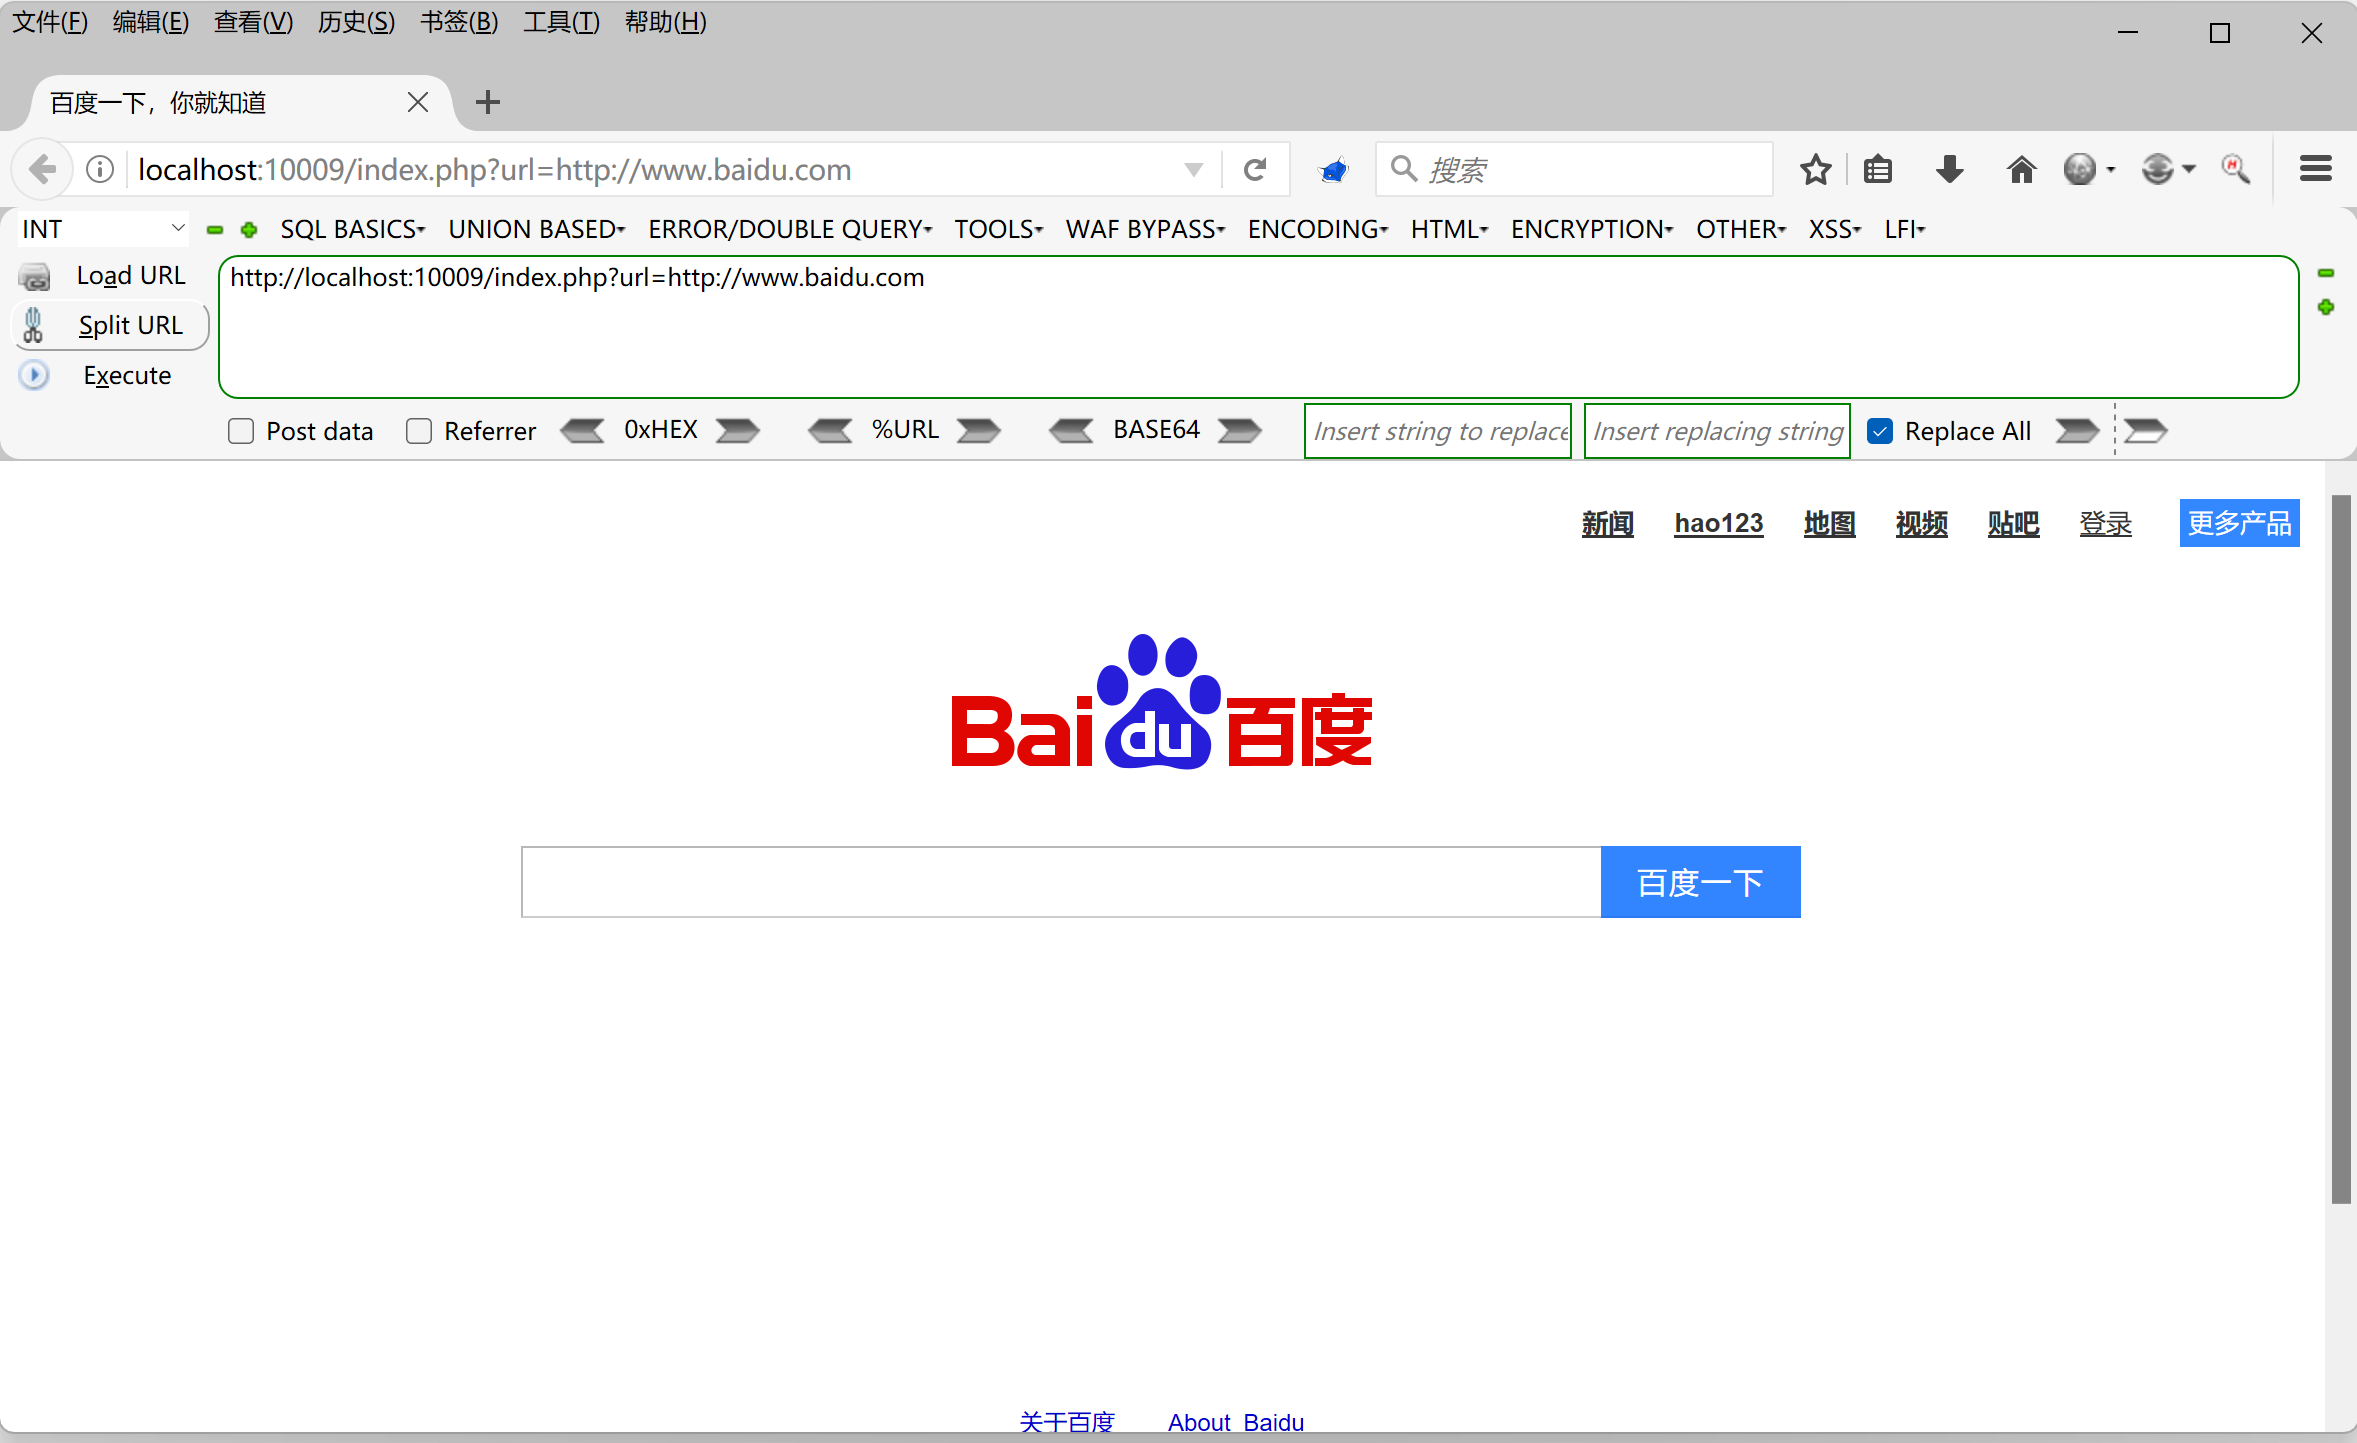 文件(F) 编辑(E) 查看(V) 历史(S) 书签(B) 工具(T) 帮助(H)
百度一下，你就知道
localhost:10009/index.php?url=http://www.baidu.com 搜索
INT SQL BASICS UNION BASED ERROR/DOUBLE QUERY TOOLS WAF BYPASS ENCODING HTML ENCRYPTION OTHER XSS LFI
Load URL http://localhost:10009/index.php?url=http://www.baidu.com
Split URL
Execute
Post data Referrer 0xHEX %URL BASE64 Insert string to replace Insert replacing string Replace All
新闻 hao123 地图 视频 贴吧 登录 更多产品
Bai du 百度
百度一下
关于百度 About Baidu